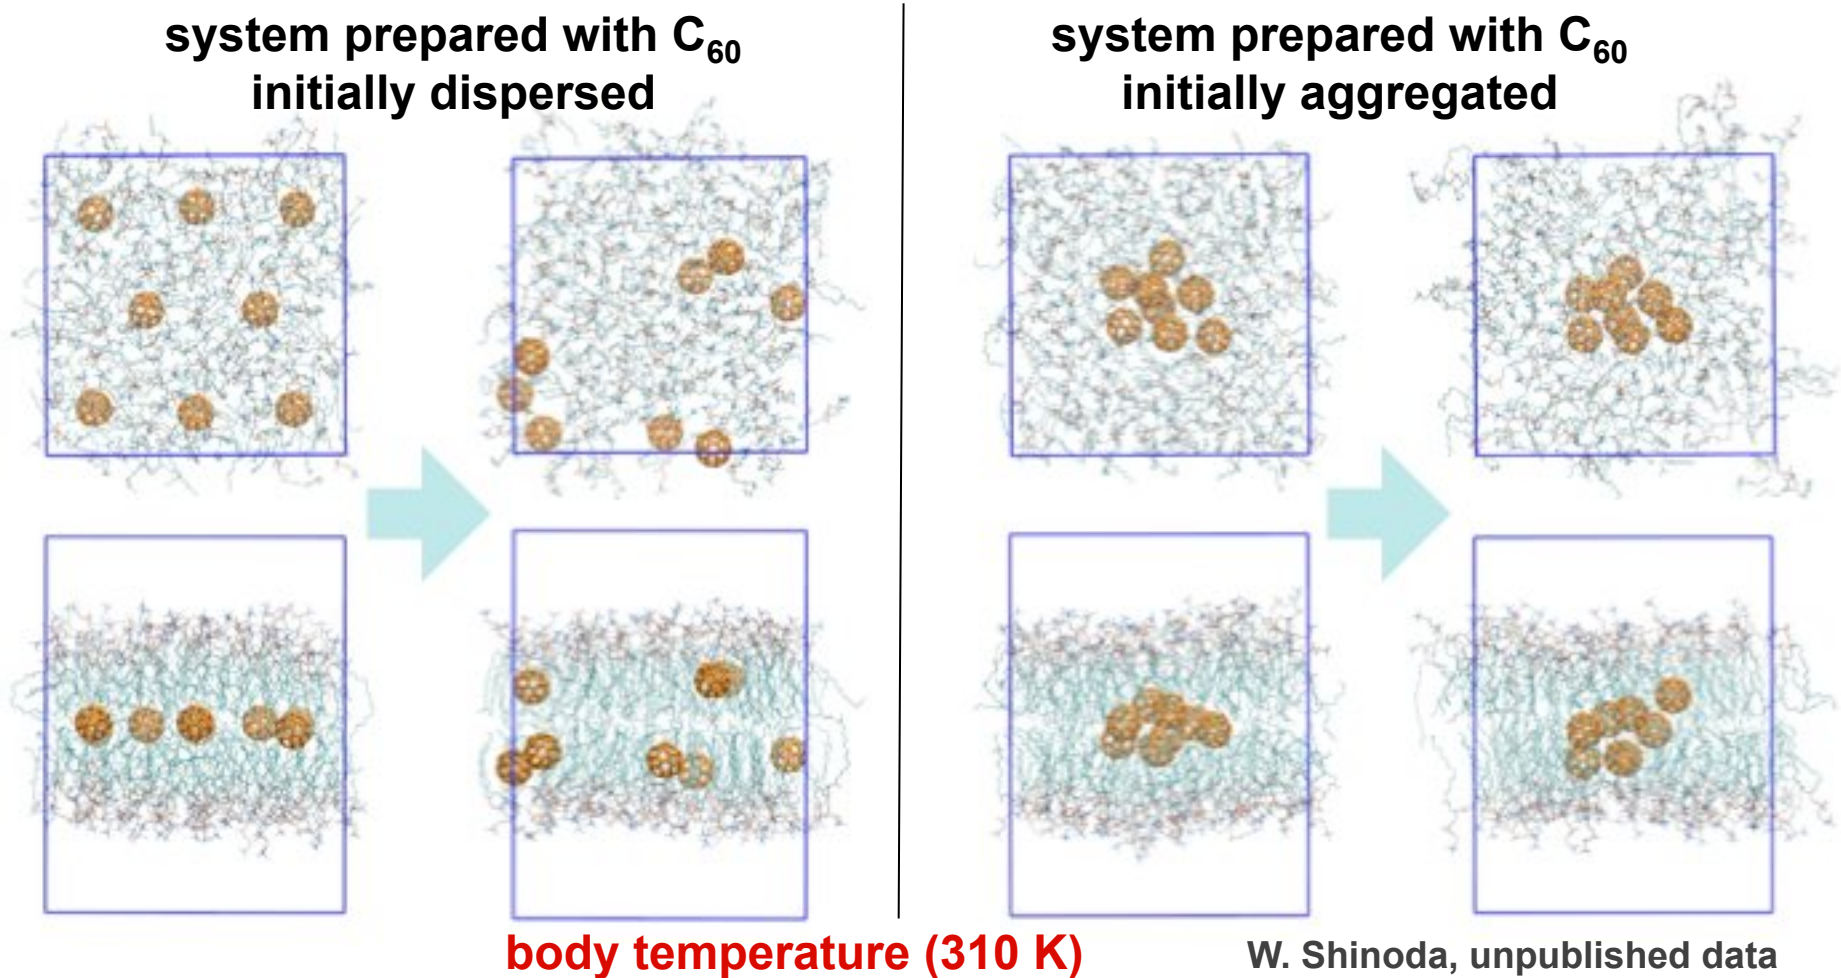 system prepared with C₆₀
initially dispersed
system prepared with C₆₀
initially aggregated
body temperature (310 K)
W. Shinoda, unpublished data